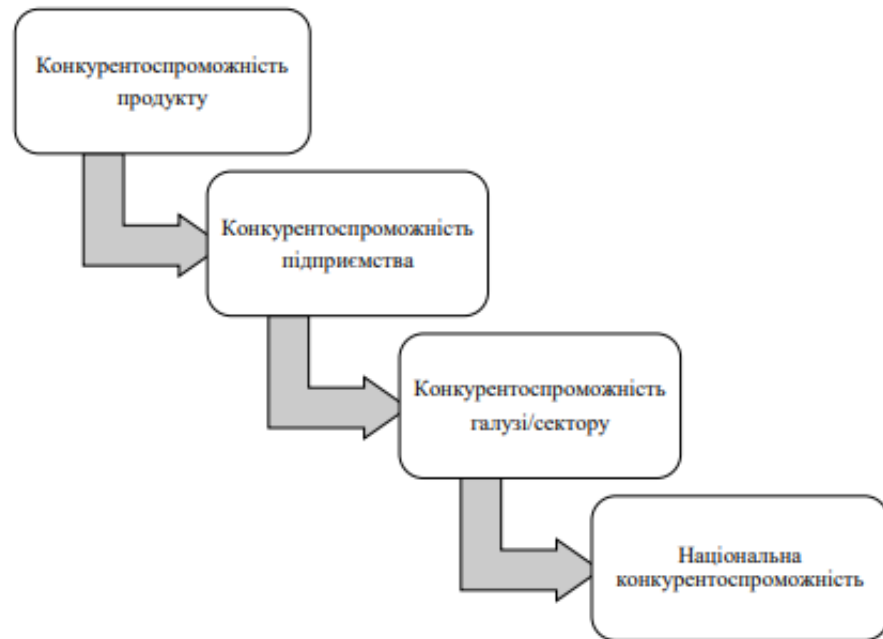 Конкурентоспроможність
продукту
Конкурентоспроможність
підприємства
Конкурентоспроможність
галузі/сектору
Національна
конкурентоспроможність